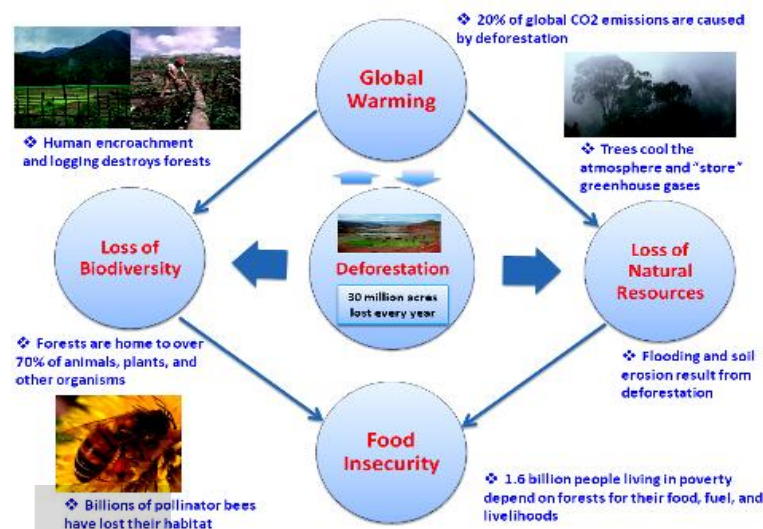 ❖ 20% of global CO2 emissions are caused
by deforestation
Global
Warming
❖ Human encroachment
and logging destroys forests
❖ Trees cool the
atmosphere and “store”
greenhouse gases
Loss of
Biodiversity
Deforestation
30 million acres
lost every year
Loss of
Natural
Resources
❖ Forests are home to over
70% of animals, plants, and
other organisms
❖ Flooding and soil
erosion result from
deforestation
Food
Insecurity
❖ Billions of pollinator bees
have lost their habitat
❖ 1.6 billion people living in poverty
depend on forests for their food, fuel, and
livelihoods